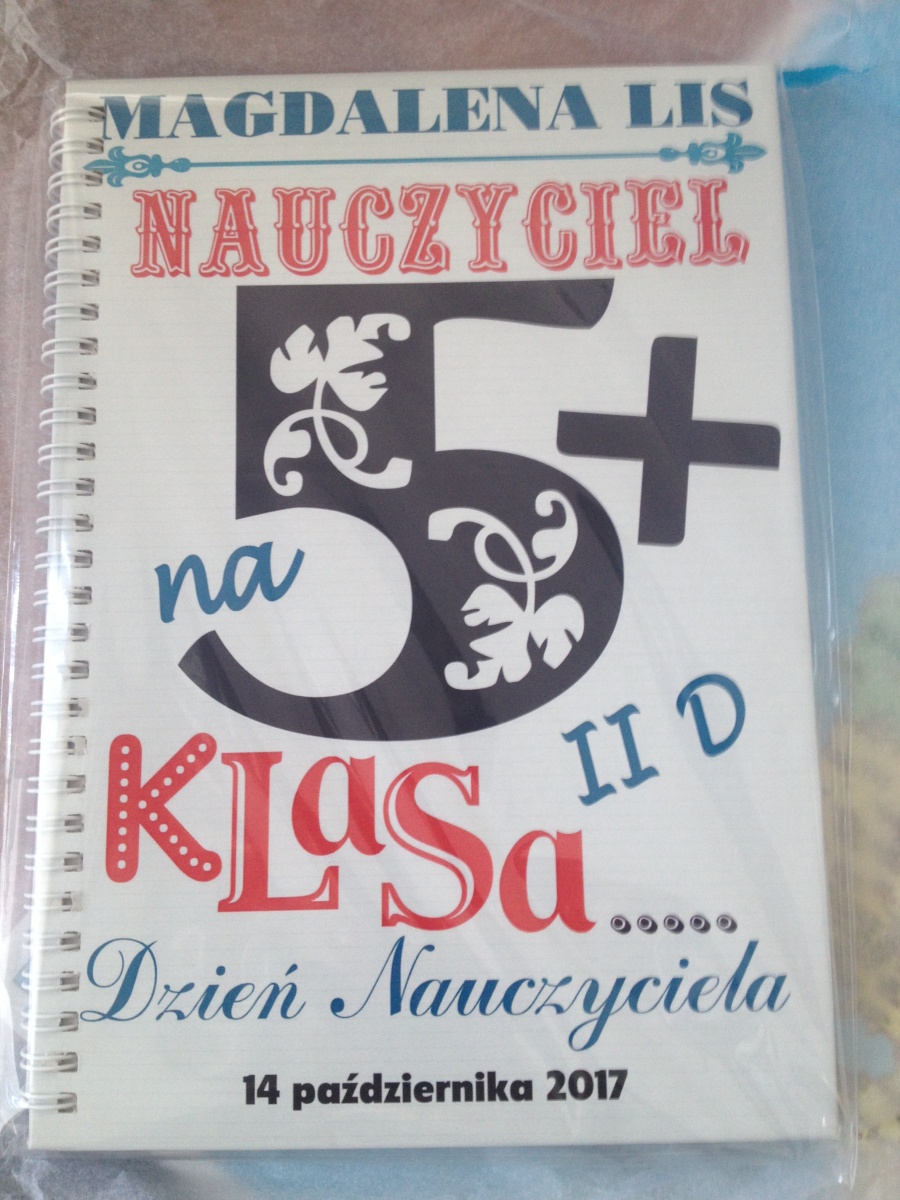 MAGDALENA LIS
NAUCZYCIEL
na 5+
KLaSa..... II D
Dzień Nauczyciela
14 października 2017